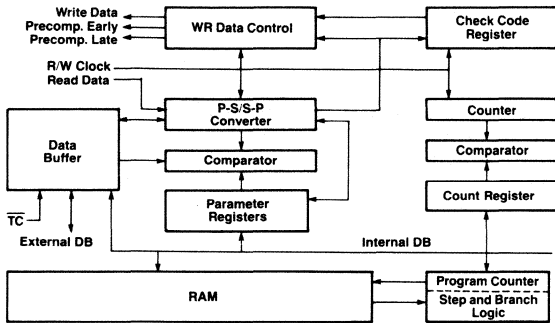 Write Data
Precomp. Early
Precomp. Late
WR Data Control
Check Code
Register
R/W Clock
Read Data
P-S/S-P
Converter
Counter
Data
Buffer
Comparator
Comparator
Parameter
Registers
Count Register
TC
External DB
Internal DB
RAM
Program Counter
Step and Branch
Logic